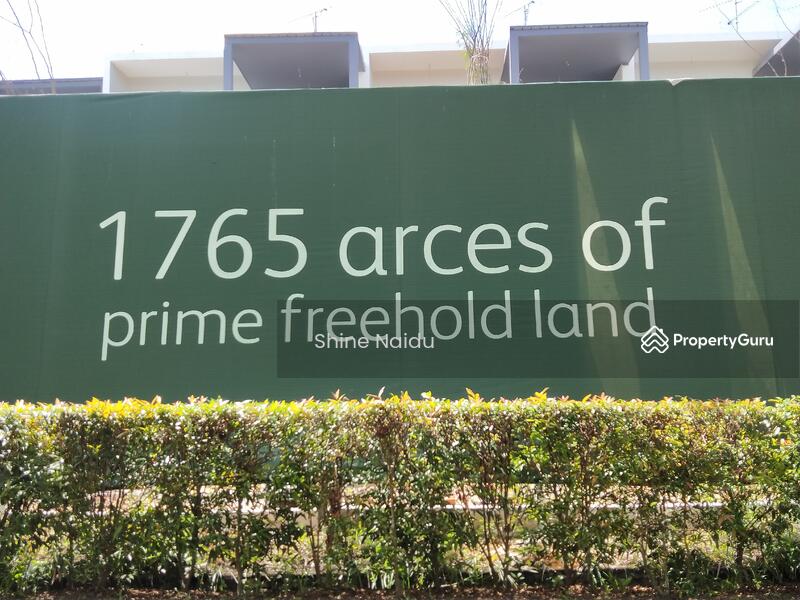 1765 arces of
prime freehold land
Shine Naidu
PropertyGuru